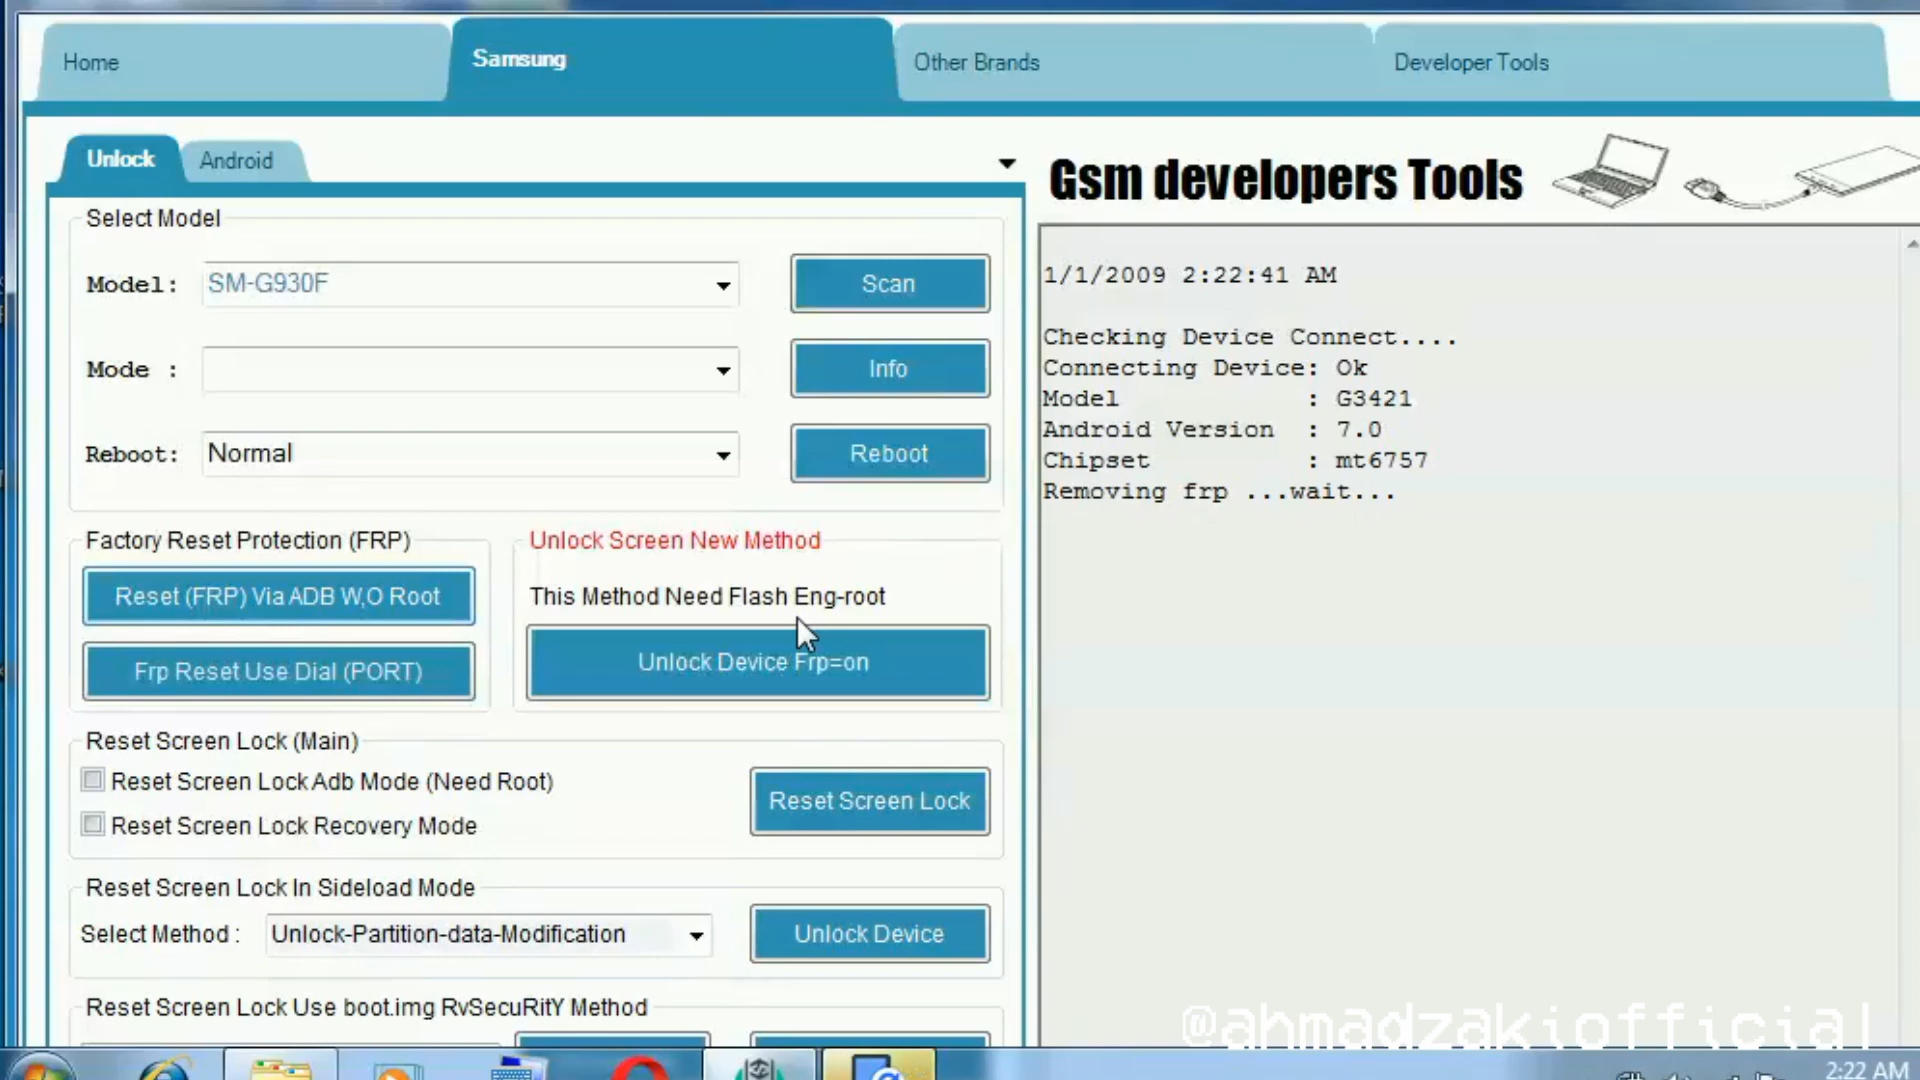 Home
Samsung
Other Brands
Developer Tools
Unlock
Android
Select Model
Model: SM-G930F
Scan
Mode :
Info
Reboot: Normal
Reboot
Factory Reset Protection (FRP)
Reset (FRP) Via ADB W,O Root
Frp Reset Use Dial (PORT)
Unlock Screen New Method
This Method Need Flash Eng-root
Unlock Device Frp=on
Reset Screen Lock (Main)
Reset Screen Lock Adb Mode (Need Root)
Reset Screen Lock Recovery Mode
Reset Screen Lock
Reset Screen Lock In Sideload Mode
Select Method : Unlock-Partition-data-Modification
Unlock Device
Reset Screen Lock Use boot.img RvSecuRitY Method
Gsm developers Tools
1/1/2009 2:22:41 AM
Checking Device Connect....
Connecting Device: Ok
Model : G3421
Android Version : 7.0
Chipset : mt6757
Removing frp ...wait...
@ahmadzakiofficial
2:22 AM